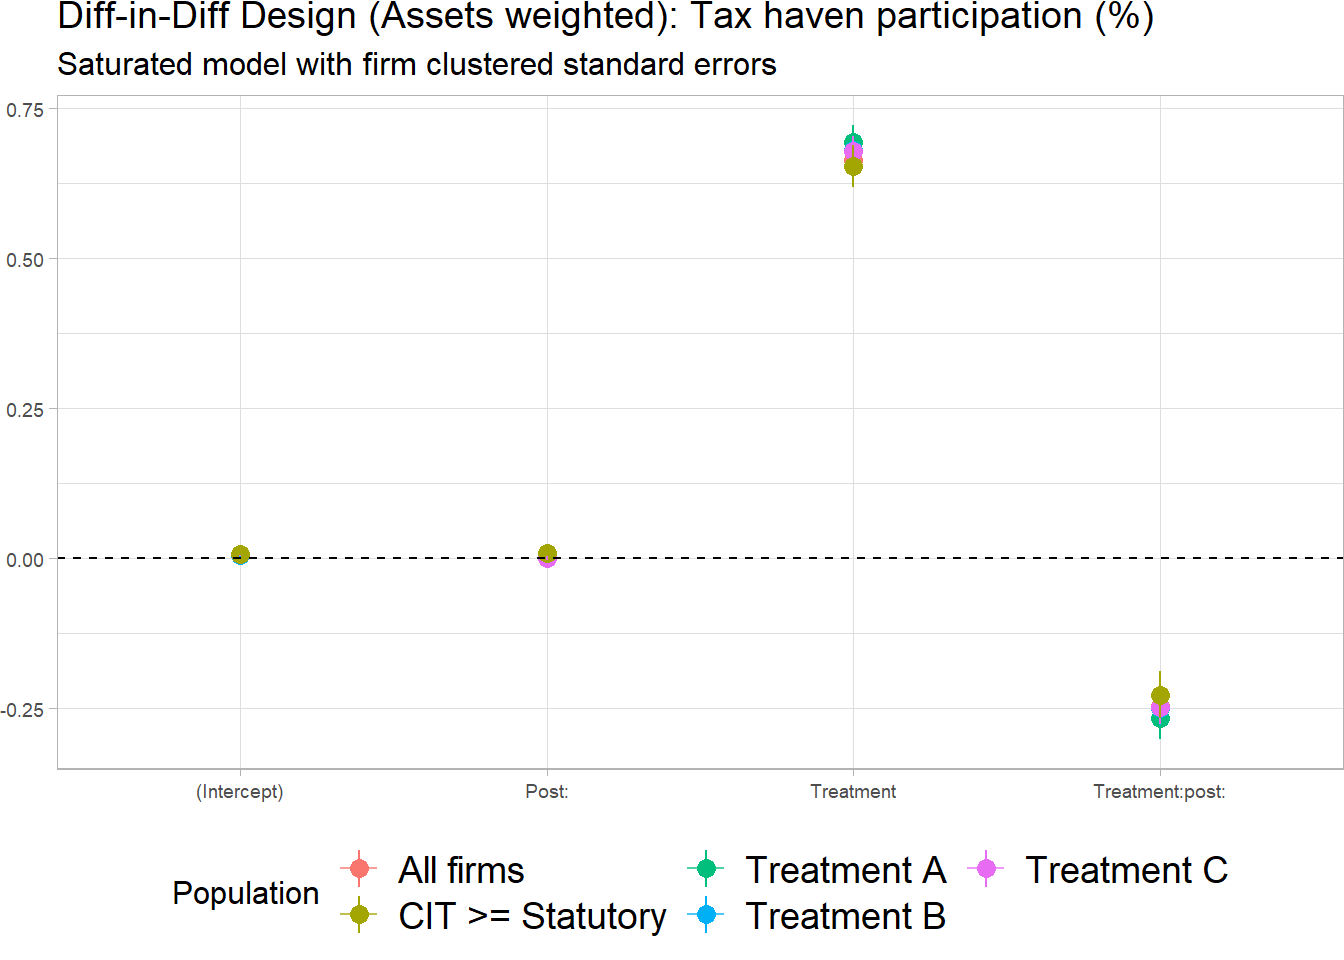 Diff-in-Diff Design (Assets weighted): Tax haven participation (%)
Saturated model with firm clustered standard errors
0.75
0.50
0.25
0.00
-0.25
(Intercept) Post: Treatment Treatment:post:
Population
All firms Treatment A Treatment C
CIT >= Statutory Treatment B